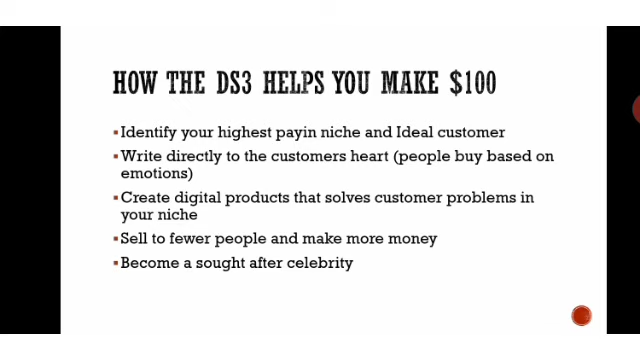 HOW THE DS3 HELPS YOU MAKE $100
▪Identify your highest payin niche and Ideal customer
▪Write directly to the customers heart (people buy based on
emotions)
▪Create digital products that solves customer problems in
your niche
▪Sell to fewer people and make more money
▪Become a sought after celebrity